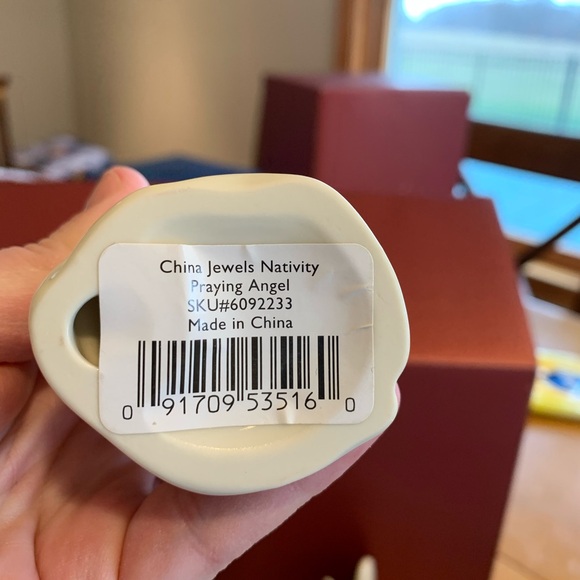 China Jewels Nativity
Praying Angel
SKU#6092233
Made in China
0 91709 53516 0